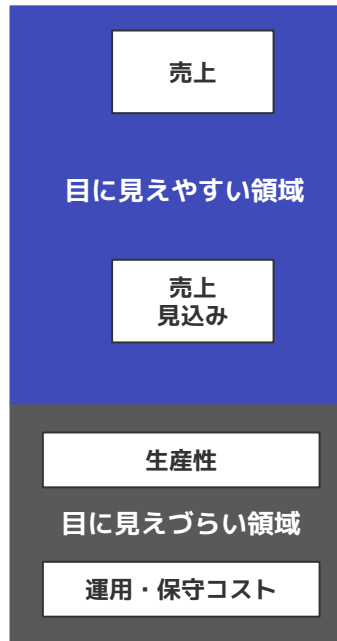 売上
目に見えやすい領域
売上
見込み
生産性
目に見えづらい領域
運用・保守コスト